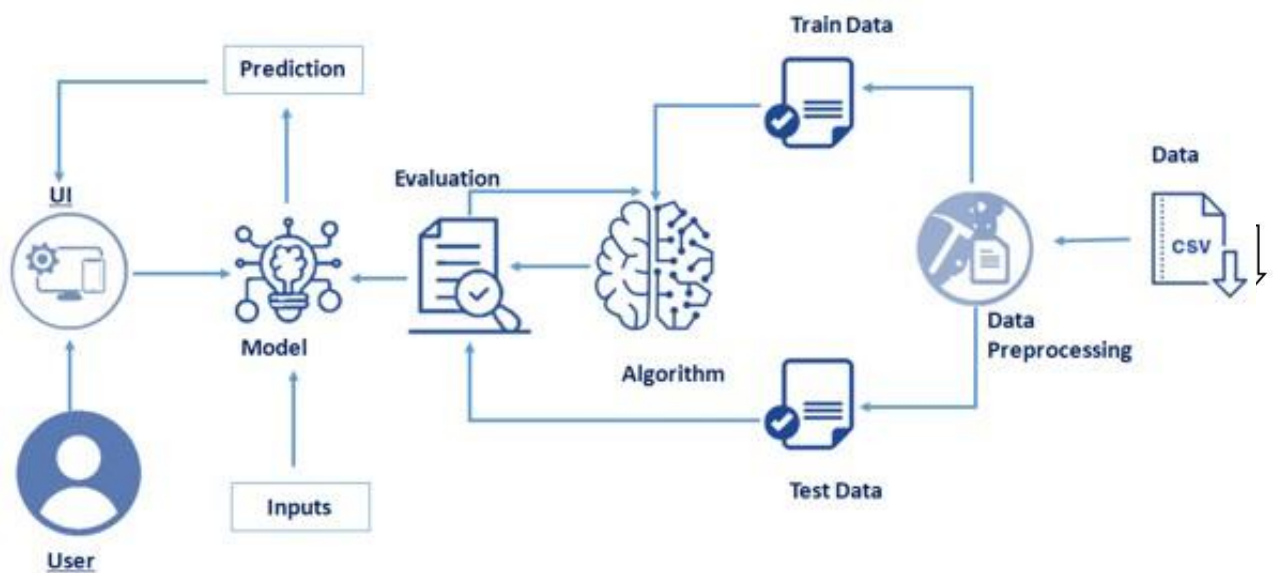 Train Data
Prediction
Data
Evaluation
UI
CSV
Model
Data
Preprocessing
Algorithm
Test Data
Inputs
User